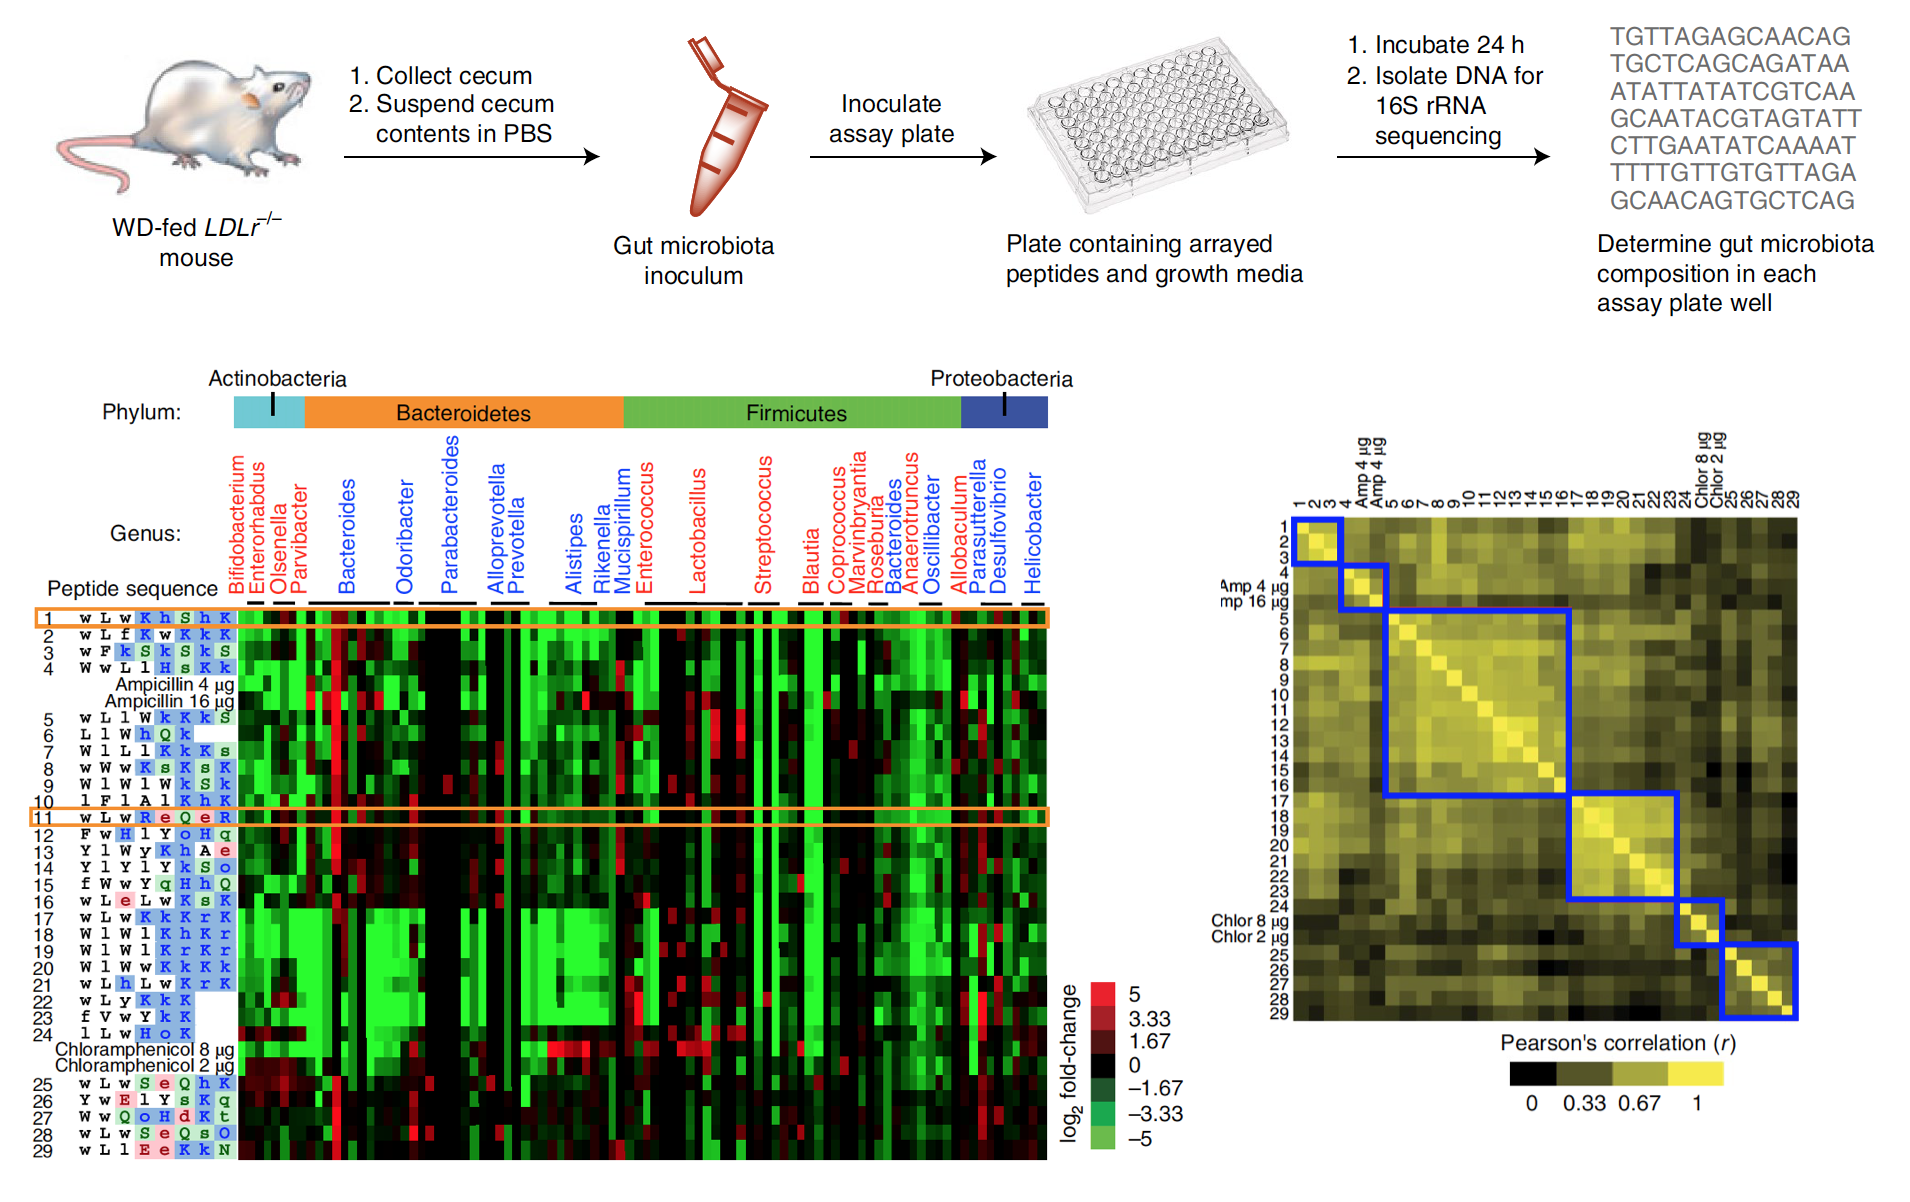 1. Collect cecum
2. Suspend cecum
contents in PBS
WD-fed LDLr–/–
mouse
Gut microbiota
inoculum
Inoculate
assay plate
Plate containing arrayed
peptides and growth media
1. Incubate 24 h
2. Isolate DNA for
16S rRNA
sequencing
TGTTAGAGCAACAG
TGCTCAGCAGATAA
ATATTATATCGTCAA
GCAATACGTAGTATT
CTTGAATATCAAAAT
TTTTGTTGTGTTAGA
GCAACAGTGCTCAG
Determine gut microbiota
composition in each
assay plate well
Actinobacteria
Proteobacteria
Phylum:
Bacteroidetes
Firmicutes
Genus:
Bifidobacterium
Enterorhabdus
Olsenella
Parvibacter
Bacteroides
Odoribacter
Parabacteroides
Alloprevotella
Prevotella
Alistipes
Rikenella
Mucispirillum
Enterococcus
Lactobacillus
Streptococcus
Blautia
Coprococcus
Marvinbryantia
Roseburia
Bacteroides
Anaerotruncus
Oscillibacter
Allobaculum
Parasutterella
Desulfovibrio
Helicobacter
Peptide sequence
1 w L w K h S h K
2 w L f K w K k K
3 w F k S k S k S
4 W w L l H s K k
Ampicillin 4 µg
Ampicillin 16 µg
5 w L l W k K k S
6 L l W h Q k
7 W l L l K k K s
8 w W w K s K s K
9 W l W l W k S k
10 l F l A l K h K
11 w L w R e Q e R
12 F w H l Y o H q
13 Y l W y K h A e
14 Y l Y l Y k S o
15 f W w Y q H h Q
16 w L e L w K s K
17 w L w K k K r K
18 W l W l K h K r
19 W l W l K r K r
20 W l W w K k K k
21 w L h L w K r K
22 w L y K k K
23 f V w Y k K
24 l L w H o K
Chloramphenicol 8 µg
Chloramphenicol 2 µg
25 w L w S e Q h K
26 Y w E l Y s K q
27 W w Q o H d K t
28 w L w S e Q s O
29 w L l E e K k N
log2 fold-change
5
3.33
1.67
0
–1.67
–3.33
–5
1 2 3 4 Amp 4 µg Amp 4 µg 5 6 7 8 9 10 11 12 13 14 15 16 17 18 19 20 21 22 23 24 Chlor 8 µg Chlor 2 µg 25 26 27 28 29
1
2
3
4
Amp 4 µg
mp 16 µg
5
6
7
8
9
10
11
12
13
14
15
16
17
18
19
20
21
22
23
24
Chlor 8 µg
Chlor 2 µg
25
26
27
28
29
Pearson's correlation (r)
0 0.33 0.67 1